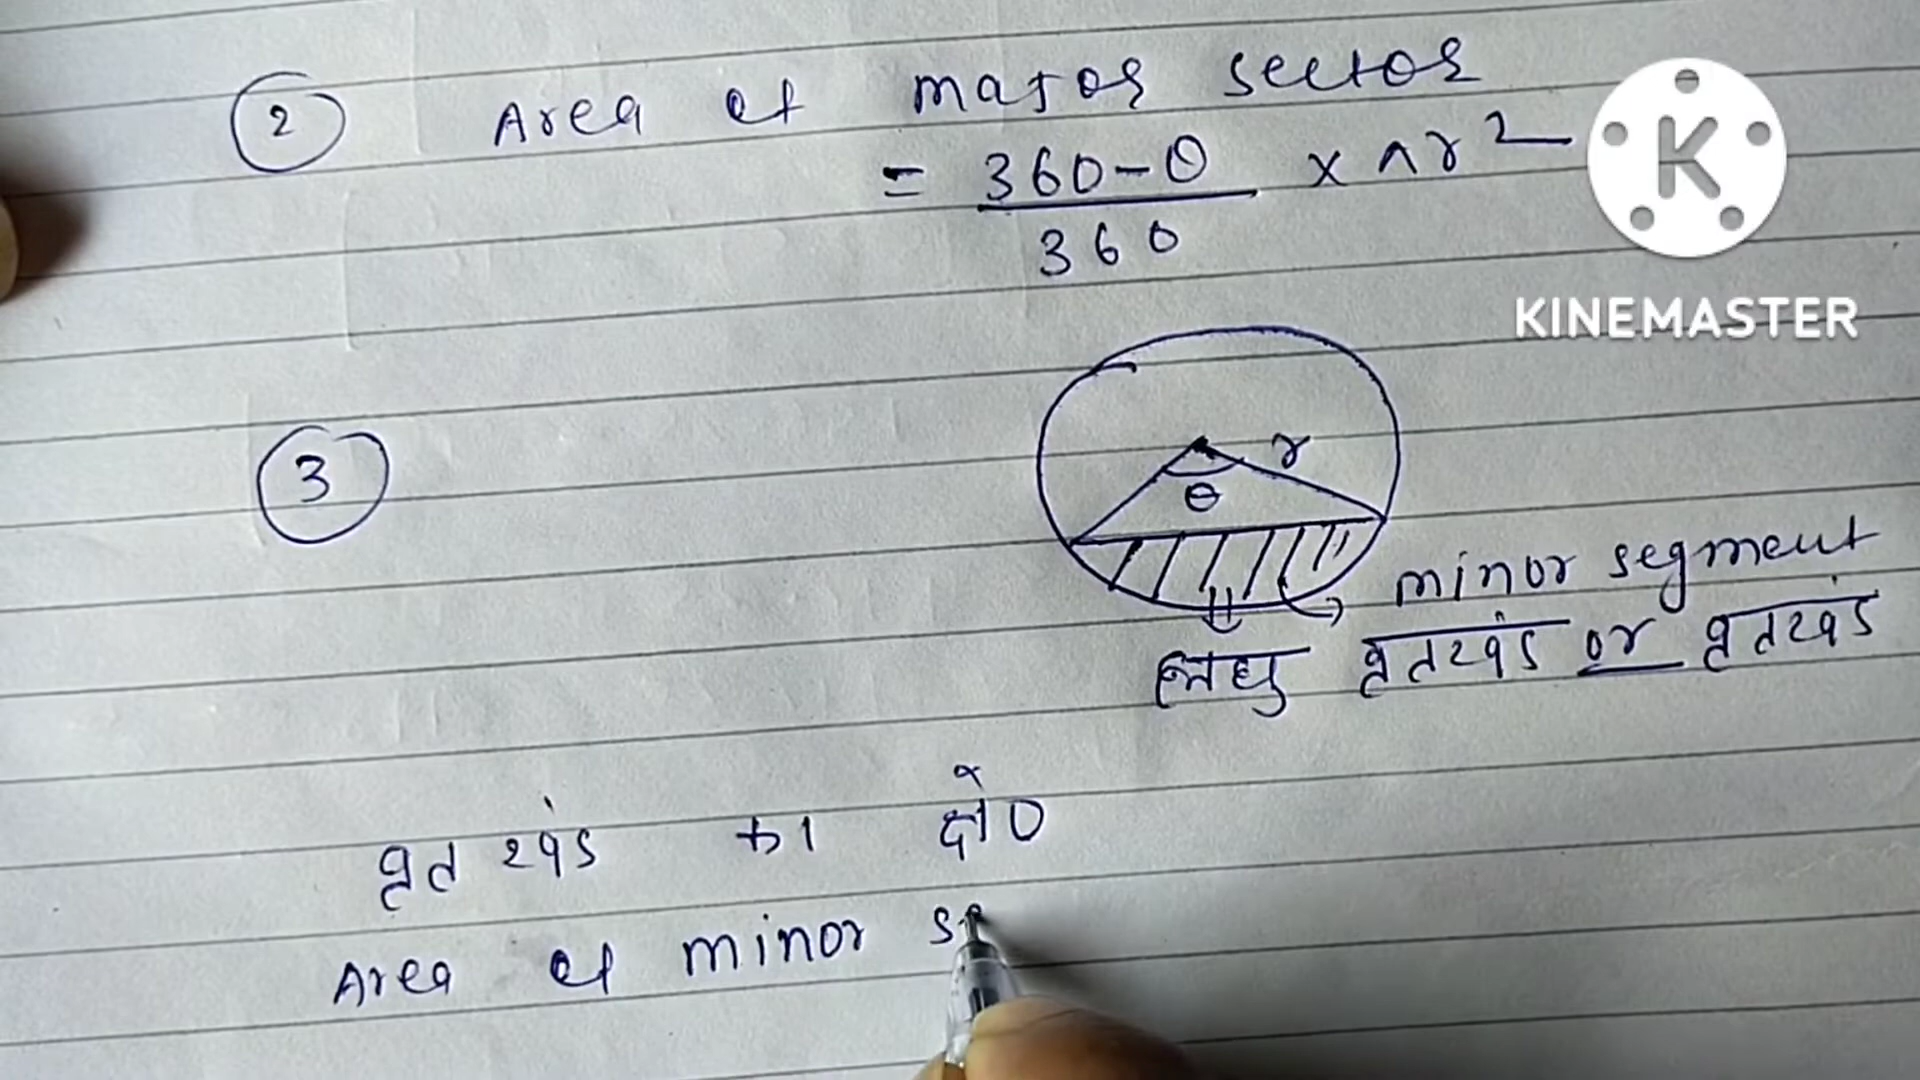 2 Area of major sector
= 360-θ × πr²
360
K
KINEMASTER
3
r
θ
minor segment
लघु वृतखंड or वृतखंड
वृत खंड का क्षे०
Area of minor se